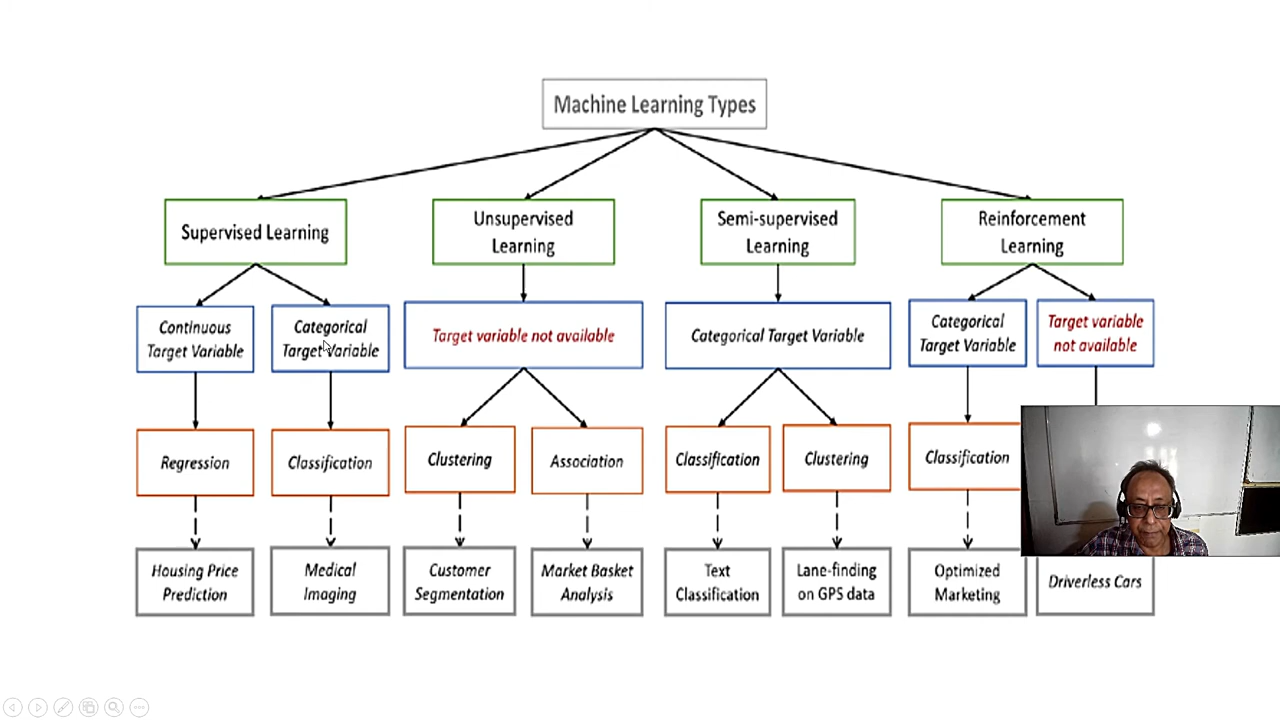 Machine Learning Types
Supervised Learning
Unsupervised
Learning
Semi-supervised
Learning
Reinforcement
Learning
Continuous
Target Variable
Categorical
Target Variable
Target variable not available
Categorical Target Variable
Categorical
Target Variable
Target variable
not available
Regression
Classification
Clustering
Association
Classification
Clustering
Classification
Housing Price
Prediction
Medical
Imaging
Customer
Segmentation
Market Basket
Analysis
Text
Classification
Lane-finding
on GPS data
Optimized
Marketing
Driverless Cars